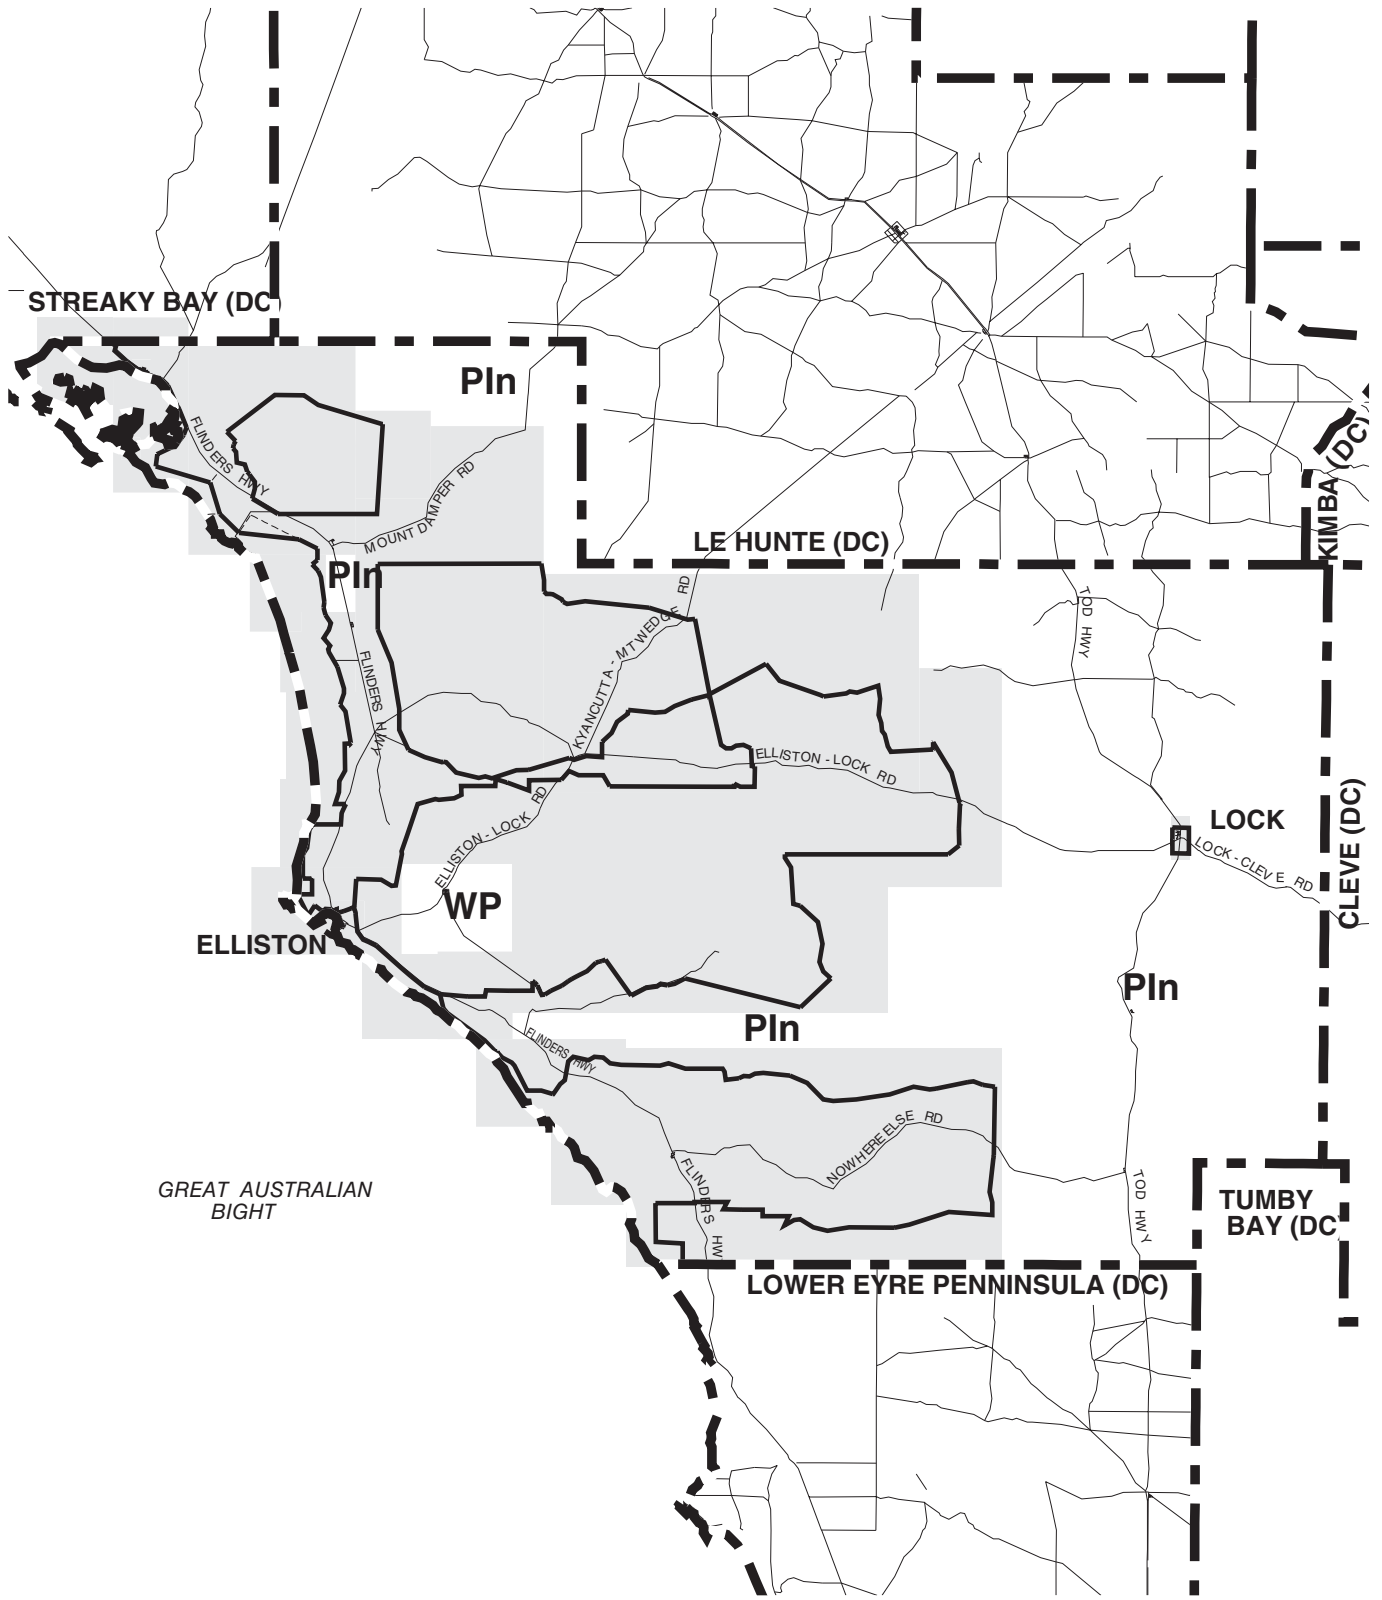 STREAKY BAY (DC)
PIn
FLINDERS HWY
MOUNT DAMPER RD
KIMBA (DC)
LE HUNTE (DC)
PIn
KYANCUTTA - MT WEDGE RD
TOD HWY
FLINDERS HWY
ELLISTON - LOCK RD
CLEVE (DC)
LOCK
LOCK - CLEVE RD
ELLISTON - LOCK RD
WP
ELLISTON
PIn
PIn
FLINDERS HWY
NOWHERE ELSE RD
FLINDERS HW
TOD HWY
GREAT AUSTRALIAN
BIGHT
TUMBY
BAY (DC
LOWER EYRE PENNINSULA (DC)